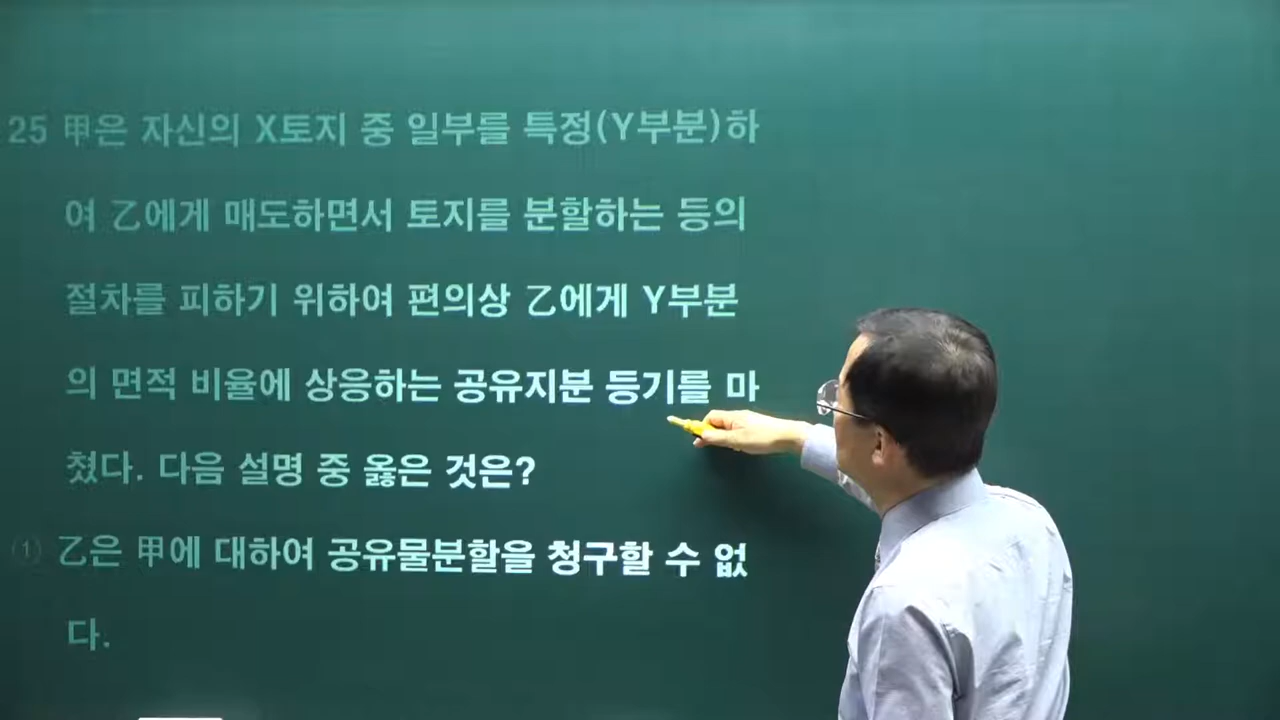 25 甲은 자신의 X토지 중 일부를 특정(Y부분)하
여 乙에게 매도하면서 토지를 분할하는 등의
절차를 피하기 위하여 편의상 乙에게 Y부분
의 면적 비율에 상응하는 공유지분 등기를 마
쳤다. 다음 설명 중 옳은 것은?
(1) 乙은 甲에 대하여 공유물분할을 청구할 수 없
다.